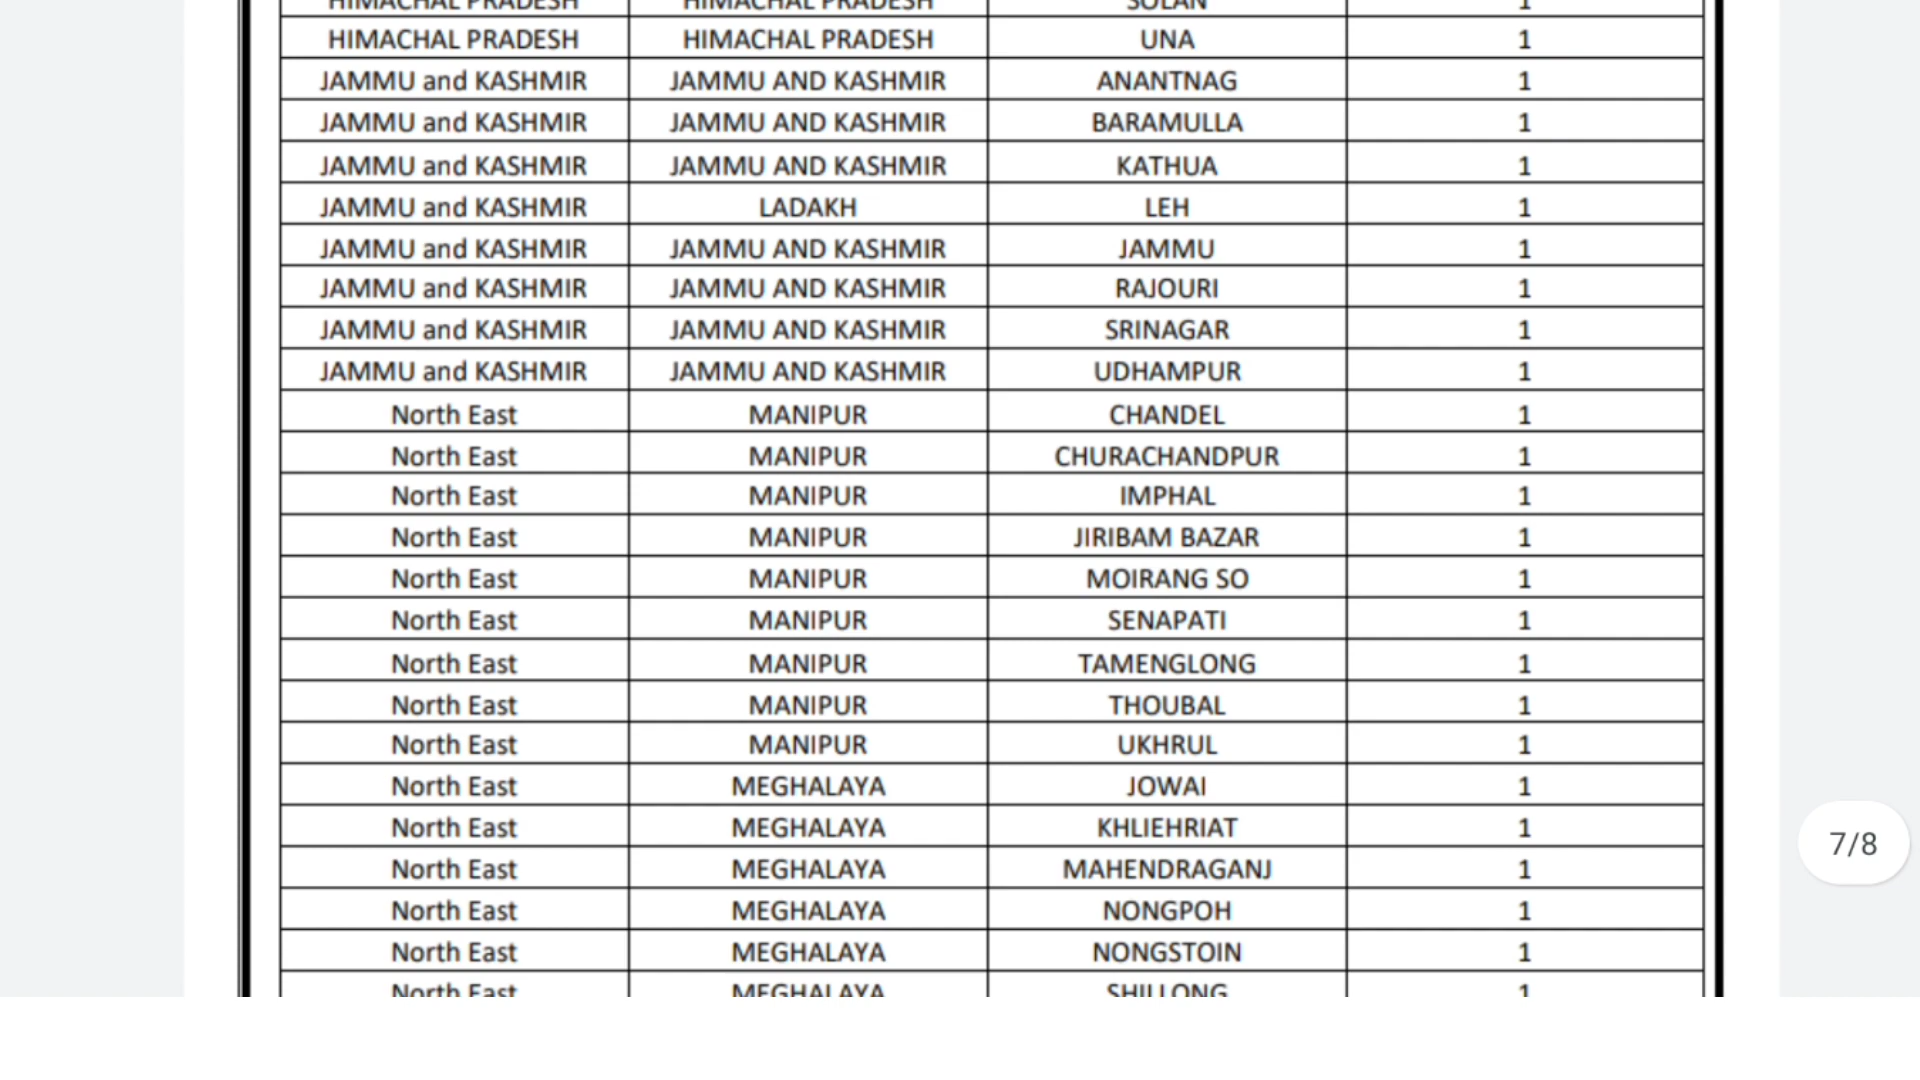 HIMACHAL PRADESH HIMACHAL PRADESH SOLAN 1
HIMACHAL PRADESH HIMACHAL PRADESH UNA 1
JAMMU and KASHMIR JAMMU AND KASHMIR ANANTNAG 1
JAMMU and KASHMIR JAMMU AND KASHMIR BARAMULLA 1
JAMMU and KASHMIR JAMMU AND KASHMIR KATHUA 1
JAMMU and KASHMIR LADAKH LEH 1
JAMMU and KASHMIR JAMMU AND KASHMIR JAMMU 1
JAMMU and KASHMIR JAMMU AND KASHMIR RAJOURI 1
JAMMU and KASHMIR JAMMU AND KASHMIR SRINAGAR 1
JAMMU and KASHMIR JAMMU AND KASHMIR UDHAMPUR 1
North East MANIPUR CHANDEL 1
North East MANIPUR CHURACHANDPUR 1
North East MANIPUR IMPHAL 1
North East MANIPUR JIRIBAM BAZAR 1
North East MANIPUR MOIRANG SO 1
North East MANIPUR SENAPATI 1
North East MANIPUR TAMENGLONG 1
North East MANIPUR THOUBAL 1
North East MANIPUR UKHRUL 1
North East MEGHALAYA JOWAI 1
North East MEGHALAYA KHLIEHRIAT 1
North East MEGHALAYA MAHENDRAGANJ 1
North East MEGHALAYA NONGPOH 1
North East MEGHALAYA NONGSTOIN 1
North East MEGHALAYA SHILLONG 1
7/8